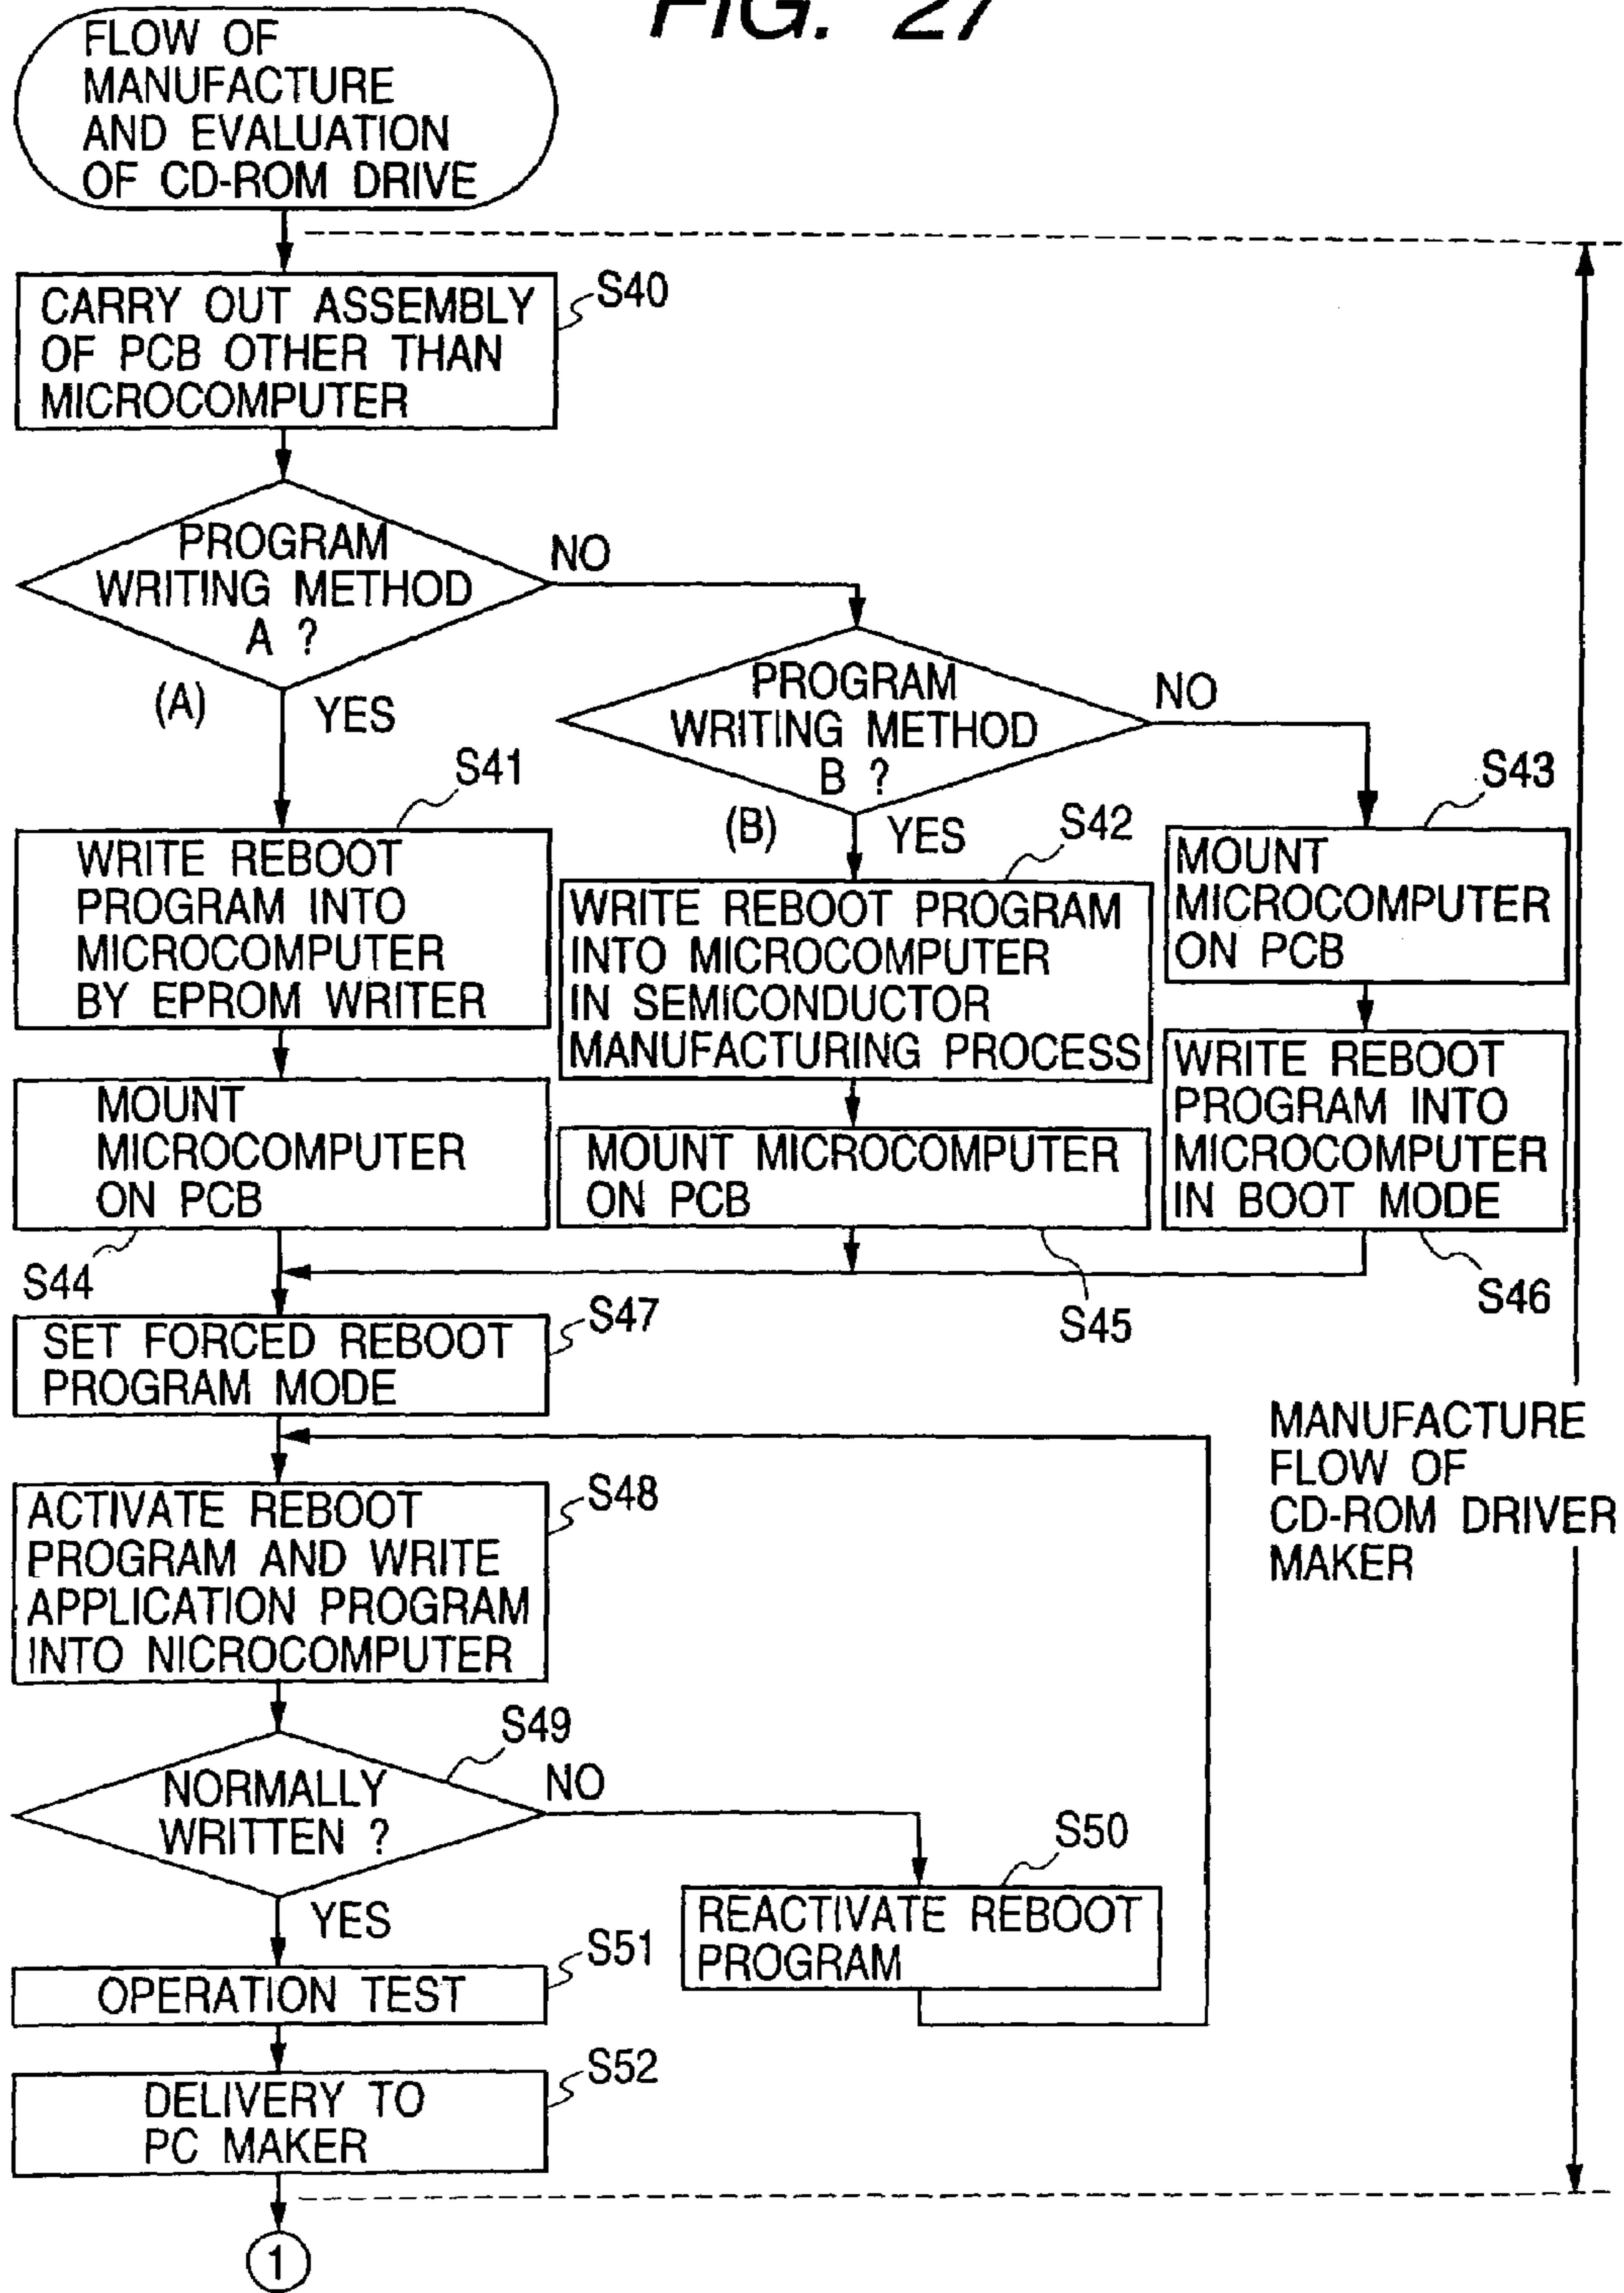 FIG. 27
FLOW OF
MANUFACTURE
AND EVALUATION
OF CD-ROM DRIVE
CARRY OUT ASSEMBLY
OF PCB OTHER THAN
MICROCOMPUTER
S40
PROGRAM
WRITING METHOD
A ?
NO
(A)
YES
PROGRAM
WRITING METHOD
B ?
NO
(B)
YES
S41
WRITE REBOOT
PROGRAM INTO
MICROCOMPUTER
BY EPROM WRITER
S42
WRITE REBOOT PROGRAM
INTO MICROCOMPUTER
IN SEMICONDUCTOR
MANUFACTURING PROCESS
S43
MOUNT
MICROCOMPUTER
ON PCB
MOUNT
MICROCOMPUTER
ON PCB
S44
MOUNT MICROCOMPUTER
ON PCB
S45
WRITE REBOOT
PROGRAM INTO
MICROCOMPUTER
IN BOOT MODE
S46
SET FORCED REBOOT
PROGRAM MODE
S47
MANUFACTURE
FLOW OF
CD-ROM DRIVER
MAKER
ACTIVATE REBOOT
PROGRAM AND WRITE
APPLICATION PROGRAM
INTO NICROCOMPUTER
S48
NORMALLY
WRITTEN ?
S49
NO
YES
S50
REACTIVATE REBOOT
PROGRAM
OPERATION TEST
S51
DELIVERY TO
PC MAKER
S52
1